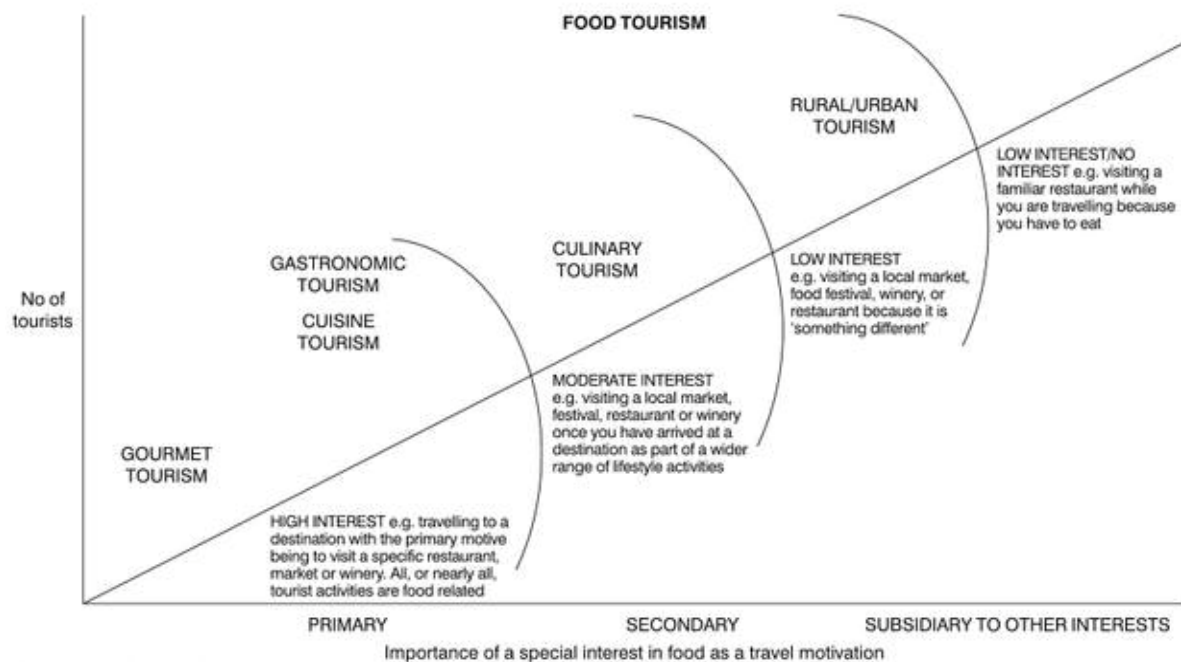 FOOD TOURISM
RURAL/URBAN
TOURISM
LOW INTEREST/NO
INTEREST e.g. visiting a
familiar restaurant while
you are travelling because
you have to eat
CULINARY
TOURISM
LOW INTEREST
e.g. visiting a local market,
food festival, winery, or
restaurant because it is
‘something different’
GASTRONOMIC
TOURISM
CUISINE
TOURISM
No of
tourists
MODERATE INTEREST
e.g. visiting a local market,
festival, restaurant or winery
once you have arrived at a
destination as part of a wider
range of lifestyle activities
GOURMET
TOURISM
HIGH INTEREST e.g. travelling to a
destination with the primary motive
being to visit a specific restaurant,
market or winery. All, or nearly all,
tourist activities are food related
PRIMARY
SECONDARY
SUBSIDIARY TO OTHER INTERESTS
Importance of a special interest in food as a travel motivation